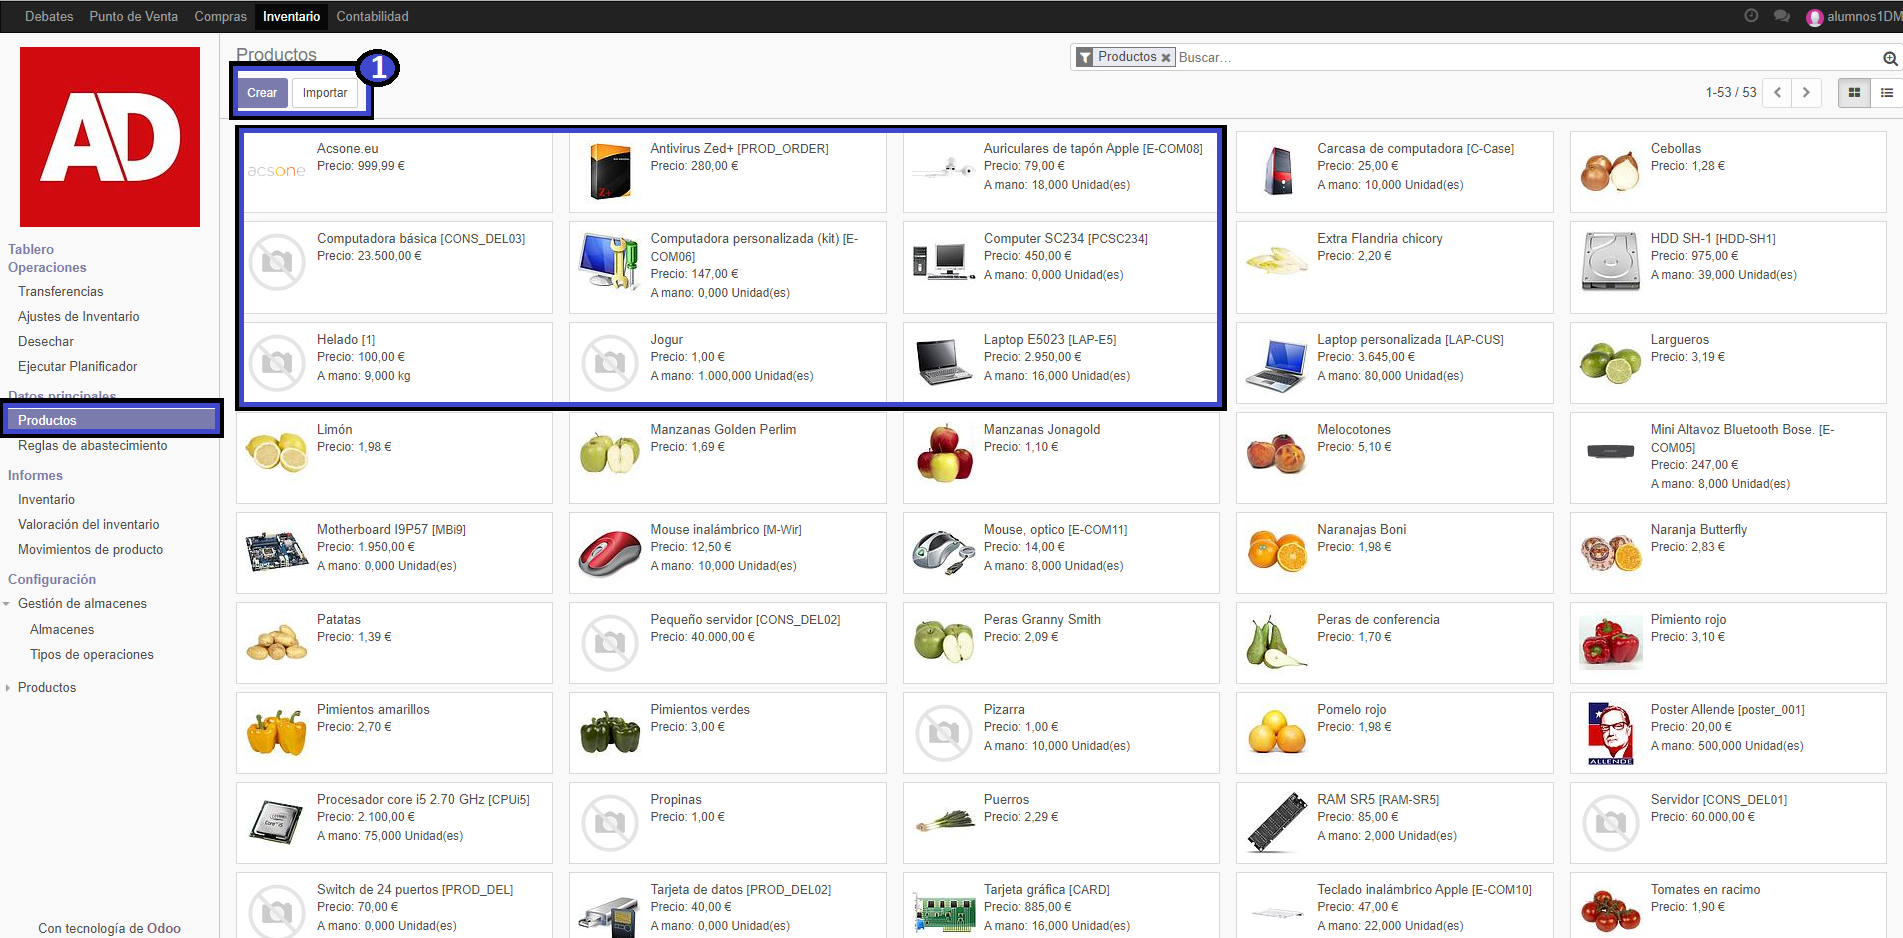 Debates Punto de Venta Compras Inventario Contabilidad alumnos1DM
AD
Tablero
Operaciones
Transferencias
Ajustes de Inventario
Desechar
Ejecutar Planificador
Datos principales
Productos
Reglas de abastecimiento
Informes
Inventario
Valoración del inventario
Movimientos de producto
Configuración
Gestión de almacenes
Almacenes
Tipos de operaciones
Productos
Con tecnología de Odoo
Productos
1
Productos Buscar...
Crear Importar
1-53 / 53
acsone
Acsone.eu
Precio: 999,99 €
Antivirus Zed+ [PROD_ORDER]
Precio: 280,00 €
Z+
Auriculares de tapón Apple [E-COM08]
Precio: 79,00 €
A mano: 18,000 Unidad(es)
Carcasa de computadora [C-Case]
Precio: 25,00 €
A mano: 10,000 Unidad(es)
Cebollas
Precio: 1,28 €
Computadora básica [CONS_DEL03]
Precio: 23.500,00 €
Computadora personalizada (kit) [E-
COM06]
Precio: 147,00 €
A mano: 0,000 Unidad(es)
Computer SC234 [PCSC234]
Precio: 450,00 €
A mano: 0,000 Unidad(es)
Extra Flandria chicory
Precio: 2,20 €
HDD SH-1 [HDD-SH1]
Precio: 975,00 €
A mano: 39,000 Unidad(es)
Helado [1]
Precio: 100,00 €
A mano: 9,000 kg
Jogur
Precio: 1,00 €
A mano: 1.000,000 Unidad(es)
Laptop E5023 [LAP-E5]
Precio: 2.950,00 €
A mano: 16,000 Unidad(es)
Laptop personalizada [LAP-CUS]
Precio: 3.645,00 €
A mano: 80,000 Unidad(es)
Largueros
Precio: 3,19 €
Limón
Precio: 1,98 €
Manzanas Golden Perlim
Precio: 1,69 €
Manzanas Jonagold
Precio: 1,10 €
Melocotones
Precio: 5,10 €
Mini Altavoz Bluetooth Bose. [E-
COM05]
Precio: 247,00 €
A mano: 8,000 Unidad(es)
Motherboard I9P57 [MBi9]
Precio: 1.950,00 €
A mano: 0,000 Unidad(es)
Mouse inalámbrico [M-Wir]
Precio: 12,50 €
A mano: 10,000 Unidad(es)
Mouse, optico [E-COM11]
Precio: 14,00 €
A mano: 8,000 Unidad(es)
Naranajas Boni
Precio: 1,98 €
Naranja Butterfly
Precio: 2,83 €
Patatas
Precio: 1,39 €
Pequeño servidor [CONS_DEL02]
Precio: 40.000,00 €
Peras Granny Smith
Precio: 2,09 €
Peras de conferencia
Precio: 1,70 €
Pimiento rojo
Precio: 3,10 €
Pimientos amarillos
Precio: 2,70 €
Pimientos verdes
Precio: 3,00 €
Pizarra
Precio: 1,00 €
A mano: 10,000 Unidad(es)
Pomelo rojo
Precio: 1,98 €
ALLENDE
Poster Allende [poster_001]
Precio: 20,00 €
A mano: 500,000 Unidad(es)
Procesador core i5 2.70 GHz [CPUi5]
Precio: 2.100,00 €
A mano: 75,000 Unidad(es)
Propinas
Precio: 1,00 €
Puerros
Precio: 2,29 €
RAM SR5 [RAM-SR5]
Precio: 85,00 €
A mano: 2,000 Unidad(es)
Servidor [CONS_DEL01]
Precio: 60.000,00 €
Switch de 24 puertos [PROD_DEL]
Precio: 70,00 €
A mano: 0,000 Unidad(es)
Tarjeta de datos [PROD_DEL02]
Precio: 40,00 €
A mano: 0,000 Unidad(es)
Tarjeta gráfica [CARD]
Precio: 885,00 €
A mano: 16,000 Unidad(es)
Teclado inalámbrico Apple [E-COM10]
Precio: 47,00 €
A mano: 22,000 Unidad(es)
Tomates en racimo
Precio: 1,90 €